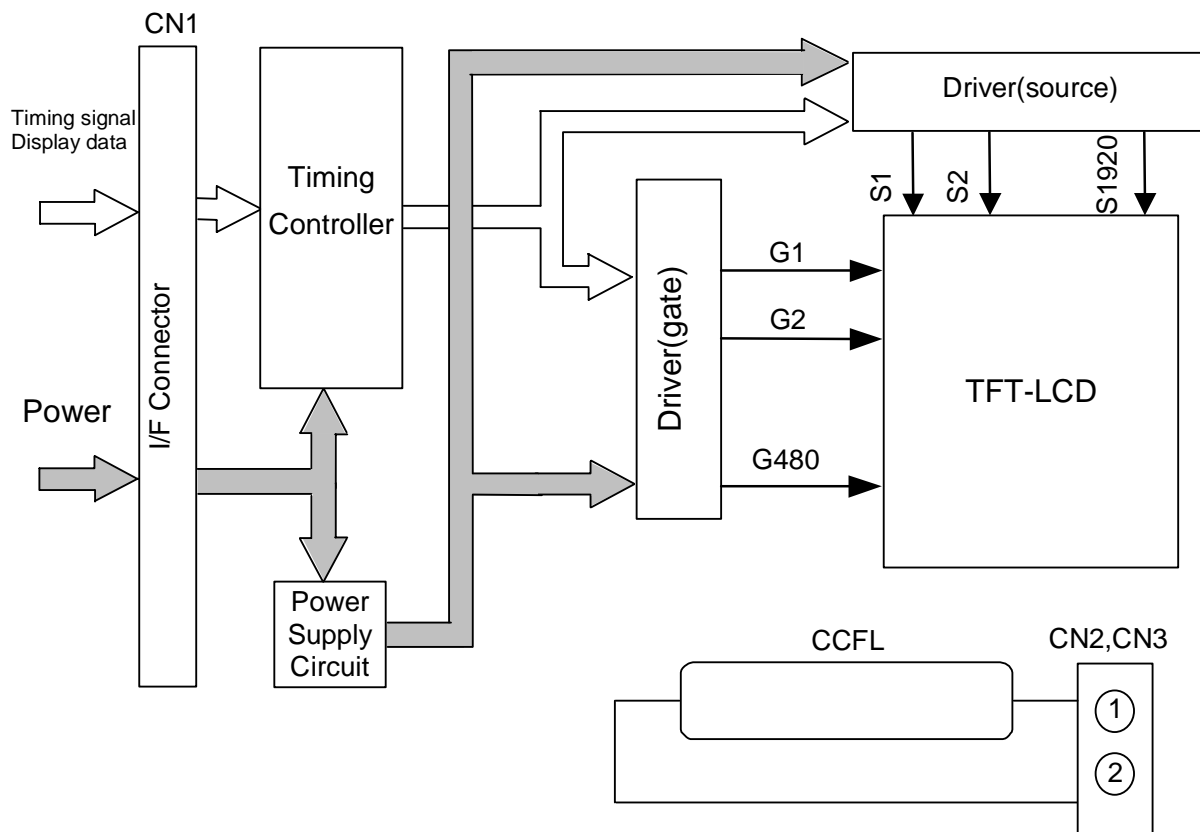 CN1
Timing signal
Display data
Power
I/F Connector
Timing
Controller
Power
Supply
Circuit
Driver(source)
S1
S2
S1920
Driver(gate)
G1
G2
G480
TFT-LCD
CCFL
CN2,CN3
1
2